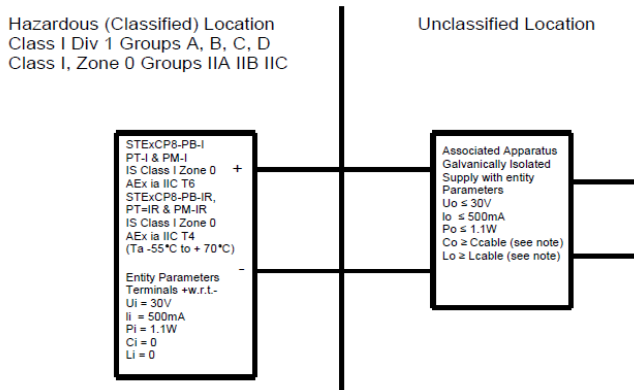 Hazardous (Classified) Location
Class I Div 1 Groups A, B, C, D
Class I, Zone 0 Groups IIA IIB IIC
Unclassified Location
STExCP8-PB-I
PT-I & PM-I
IS Class I Zone 0
AEx ia IIC T6
STExCP8-PB-IR,
PT=IR & PM-IR
IS Class I Zone 0
AEx ia IIC T4
(Ta -55°C to + 70°C)
Entity Parameters
Terminals +w.r.t.-
Ui = 30V
Ii = 500mA
Pi = 1.1W
Ci = 0
Li = 0
+
-
Associated Apparatus
Galvanically Isolated
Supply with entity
Parameters
Uo ≤ 30V
Io ≤ 500mA
Po ≤ 1.1W
Co ≥ Ccable (see note)
Lo ≥ Lcable (see note)